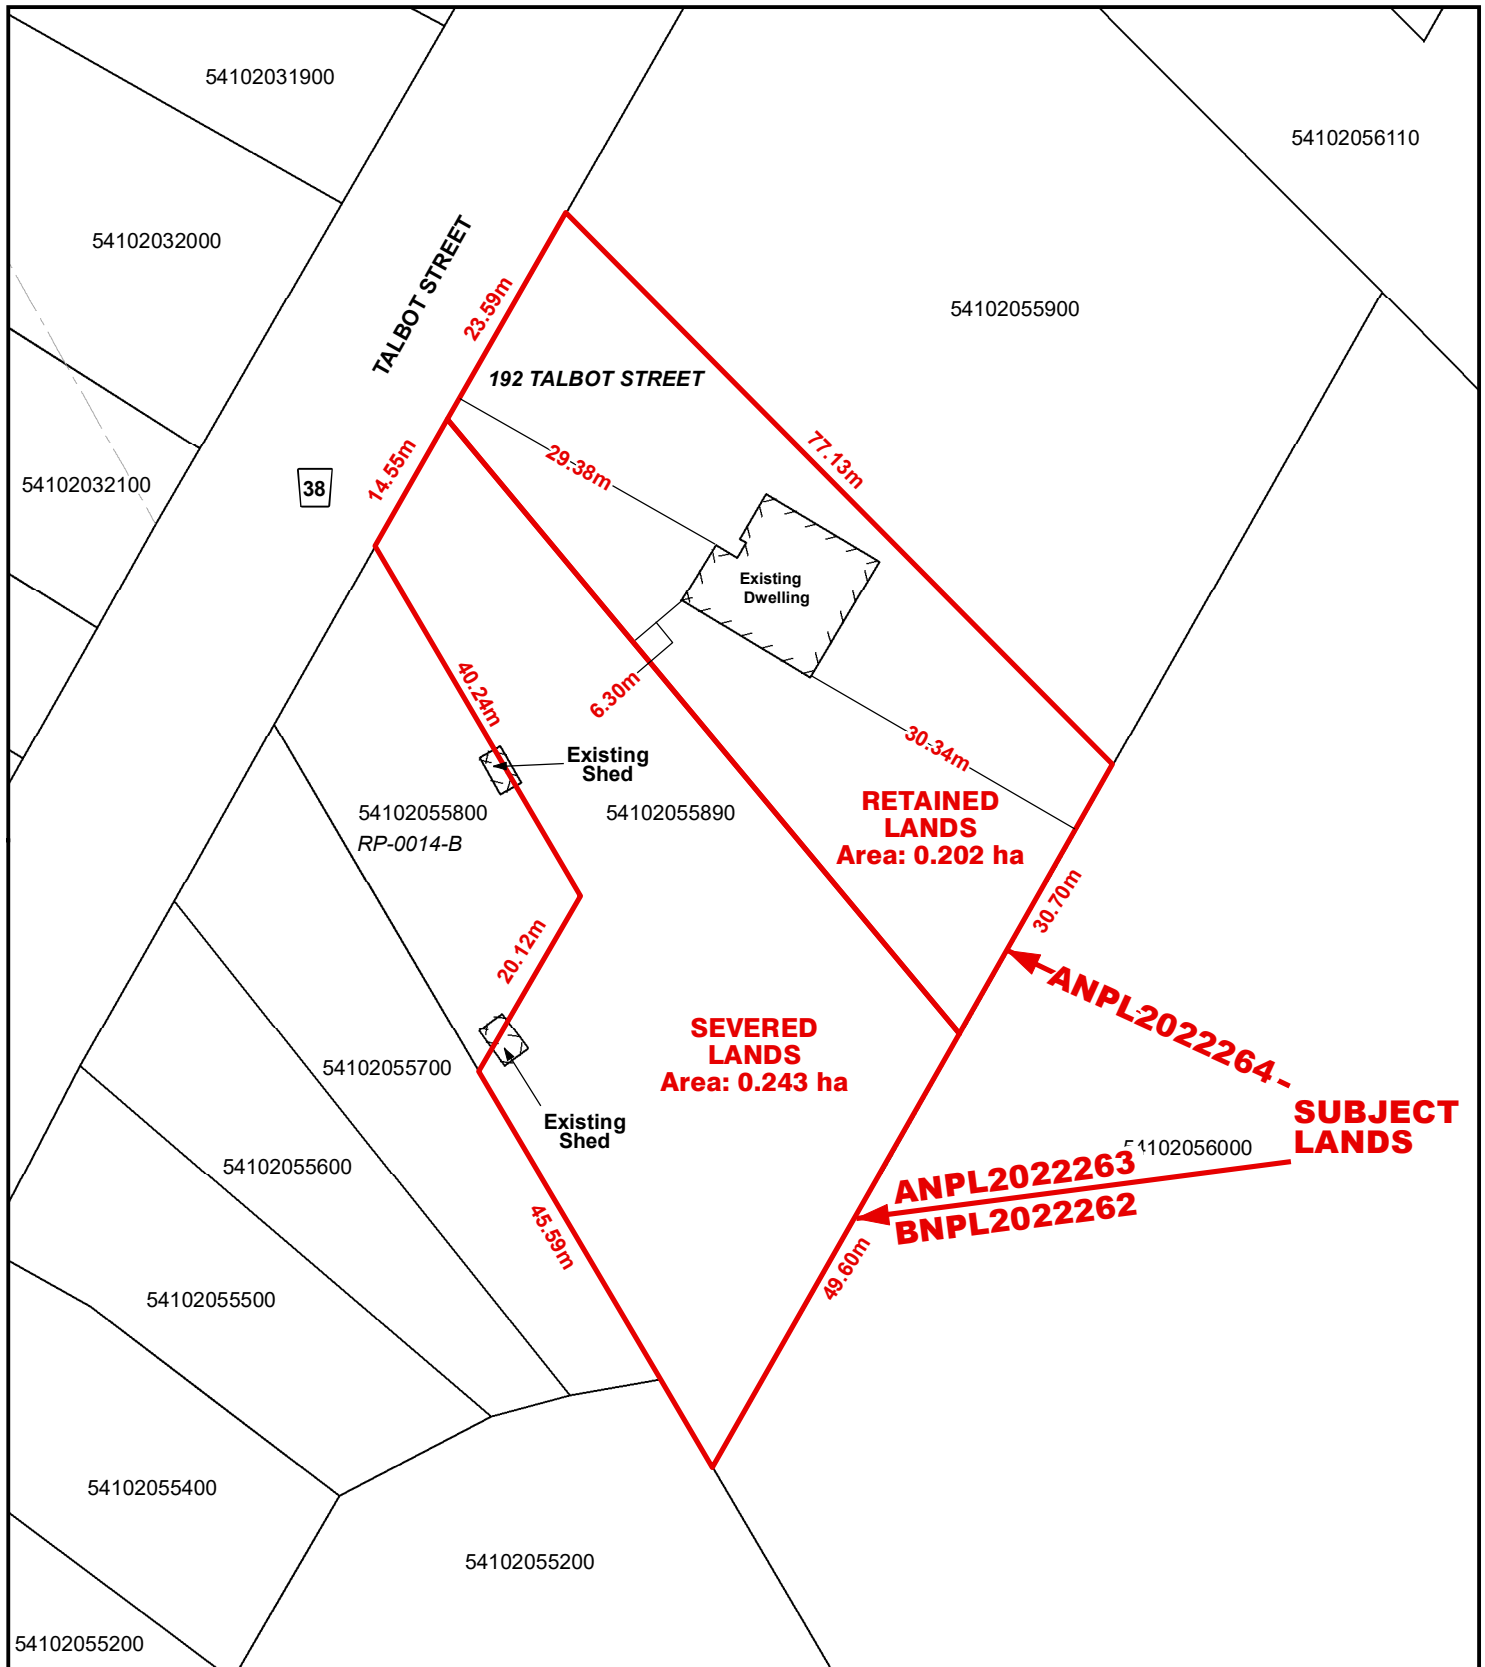 54102031900
54102056110
54102032000
TALBOT STREET
23.59m
54102055900
192 TALBOT STREET
14.55m
29.38m
77.13m
54102032100
38
Existing
Dwelling
40.24m
6.30m
30.34m
Existing
Shed
54102055800
RP-0014-B
54102055890
RETAINED
LANDS
Area: 0.202 ha
30.70m
20.12m
ANPL2022264
SEVERED
LANDS
Area: 0.243 ha
54102055700
Existing
Shed
SUBJECT
LANDS
54102056000
ANPL2022263
BNPL2022262
54102055600
45.59m
49.60m
54102055500
54102055400
54102055200
54102055200